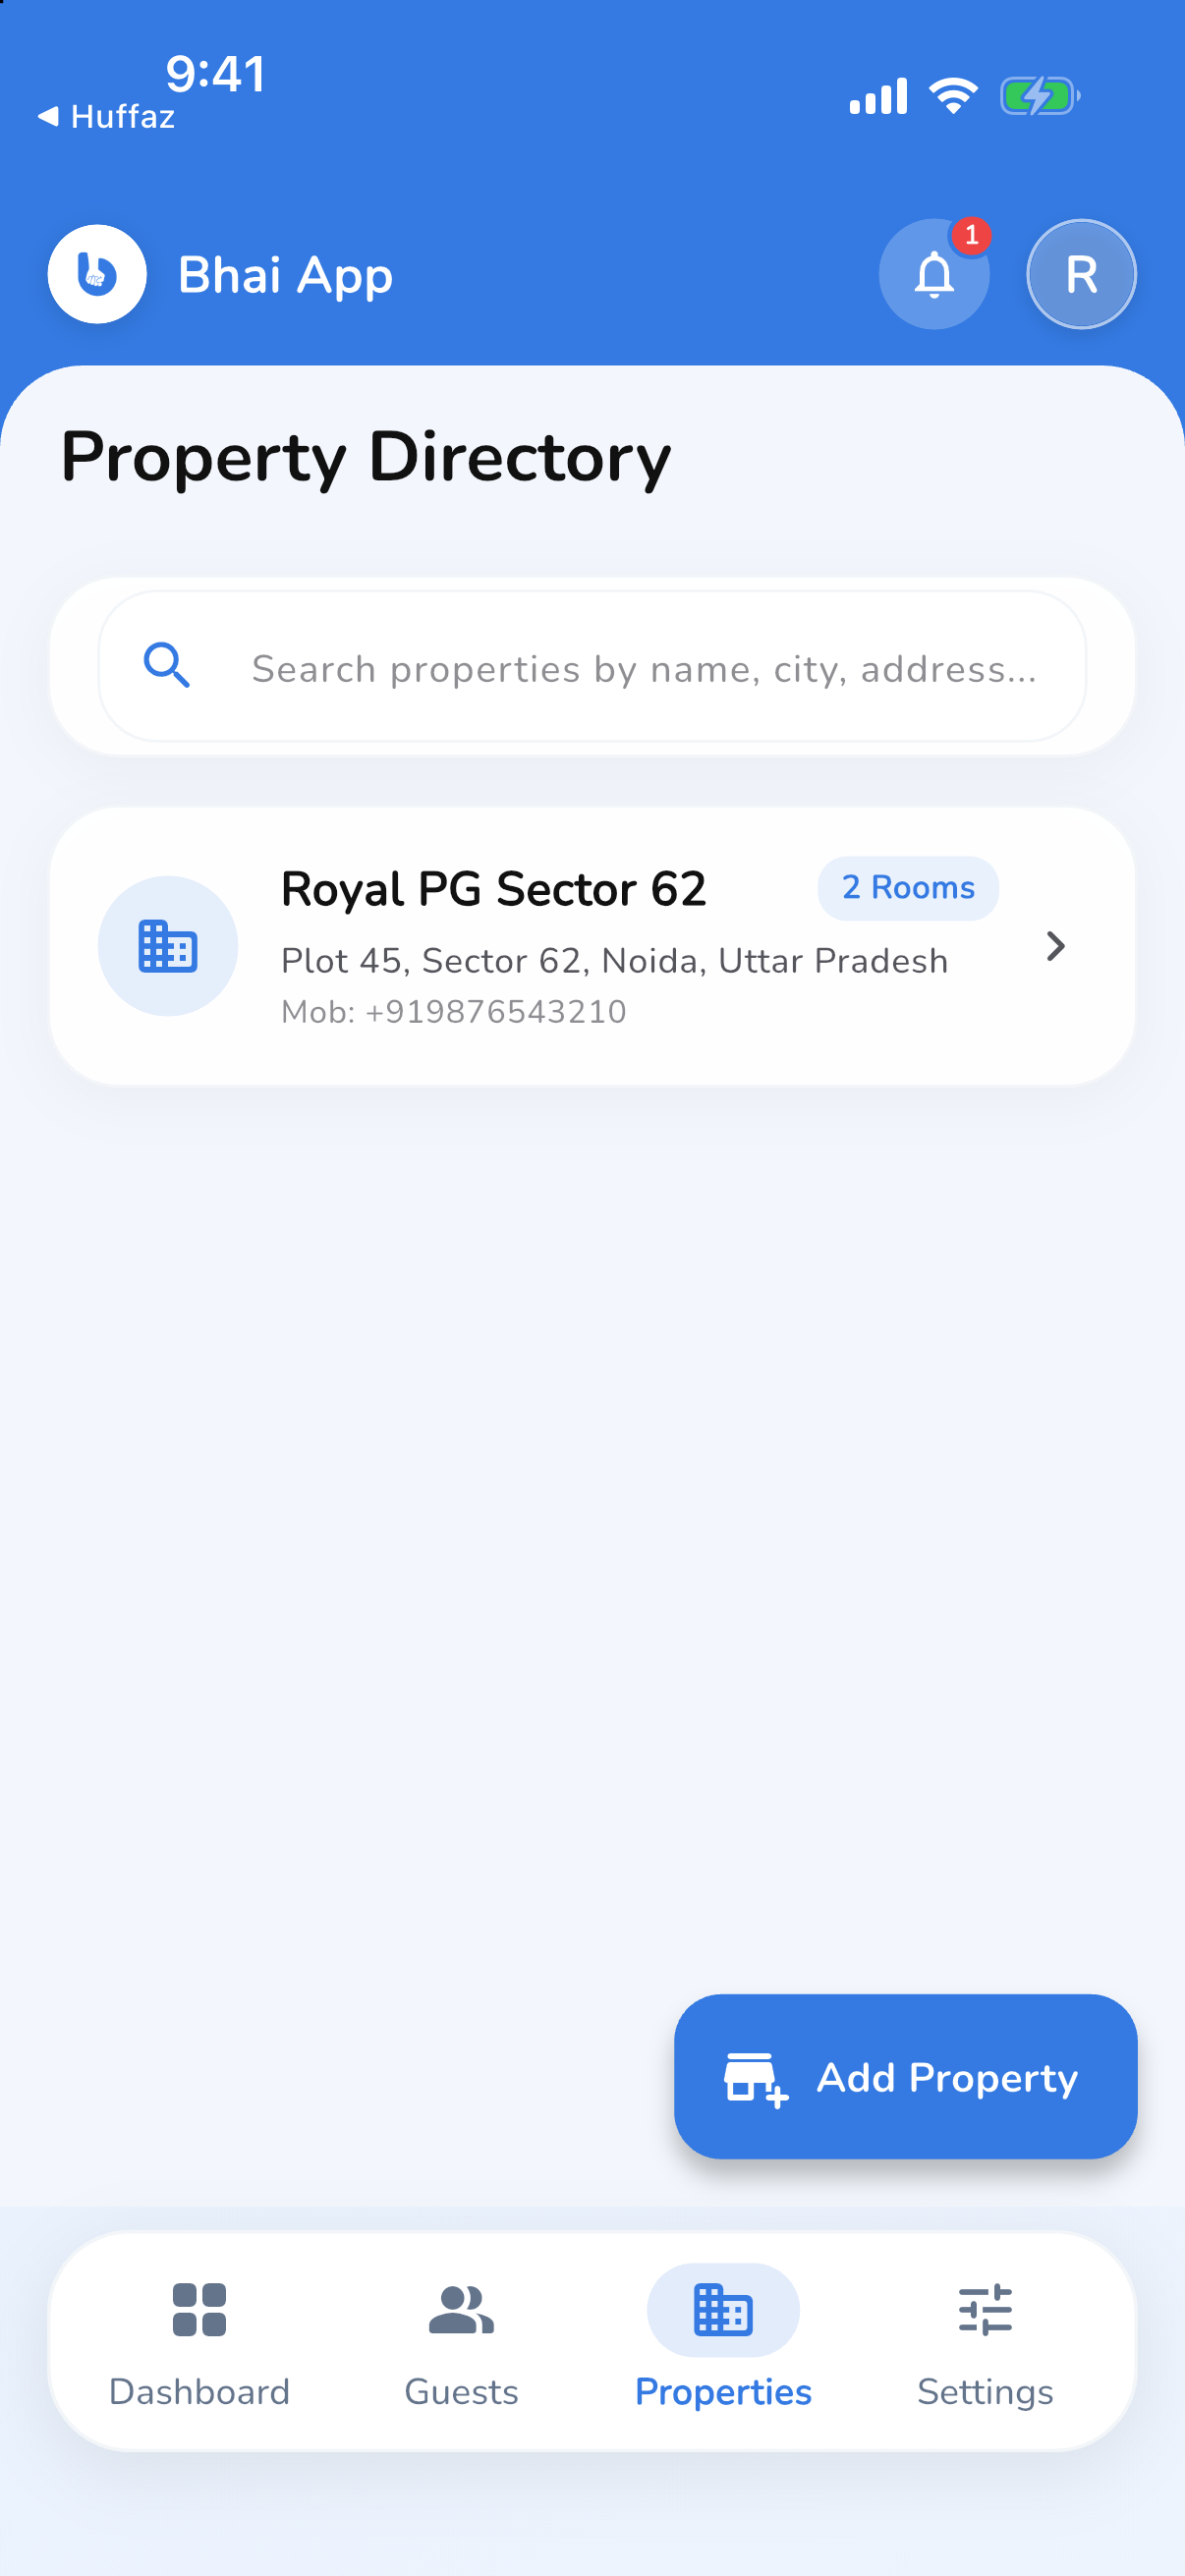 9:41
Huffaz
Bhai App
1
R
Property Directory
Search properties by name, city, address...
Royal PG Sector 62
2 Rooms
Plot 45, Sector 62, Noida, Uttar Pradesh
Mob: +919876543210
Add Property
Dashboard
Guests
Properties
Settings